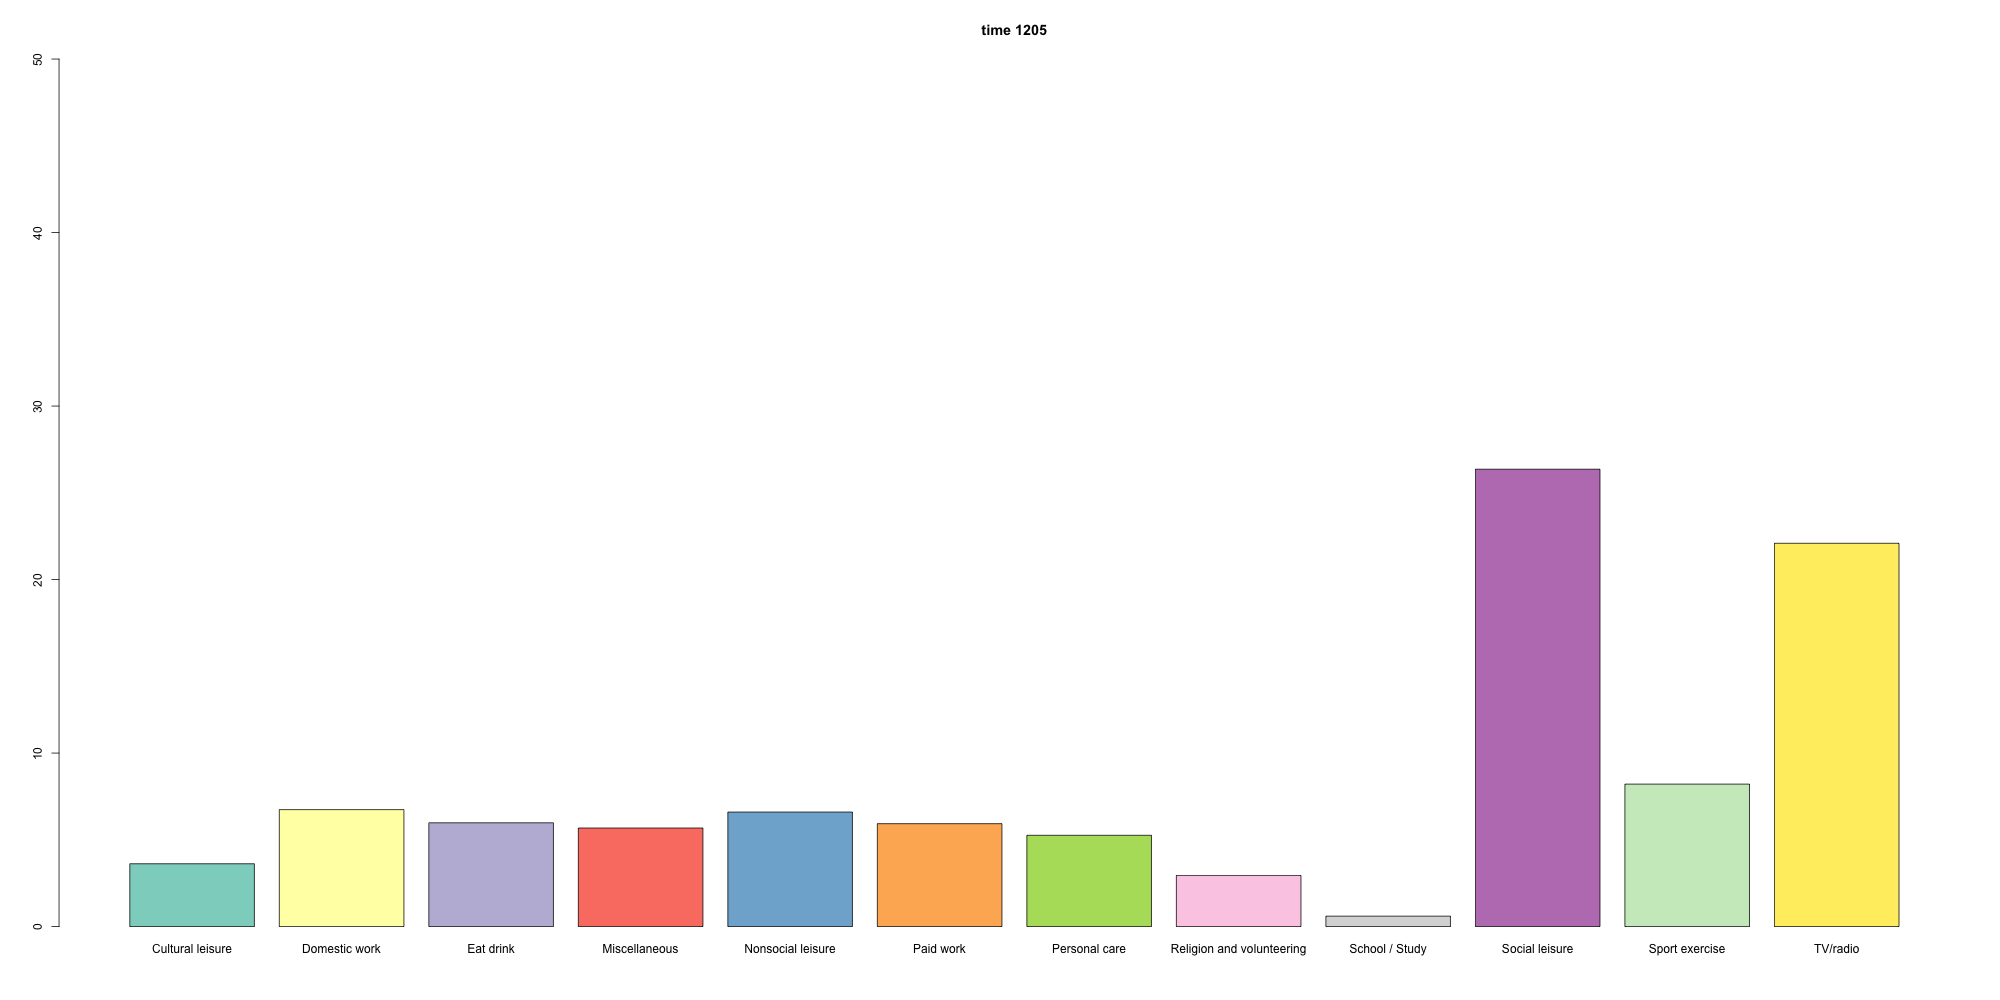 time 1205
50
40
30
20
10
0
Cultural leisure
Domestic work
Eat drink
Miscellaneous
Nonsocial leisure
Paid work
Personal care
Religion and volunteering
School / Study
Social leisure
Sport exercise
TV/radio